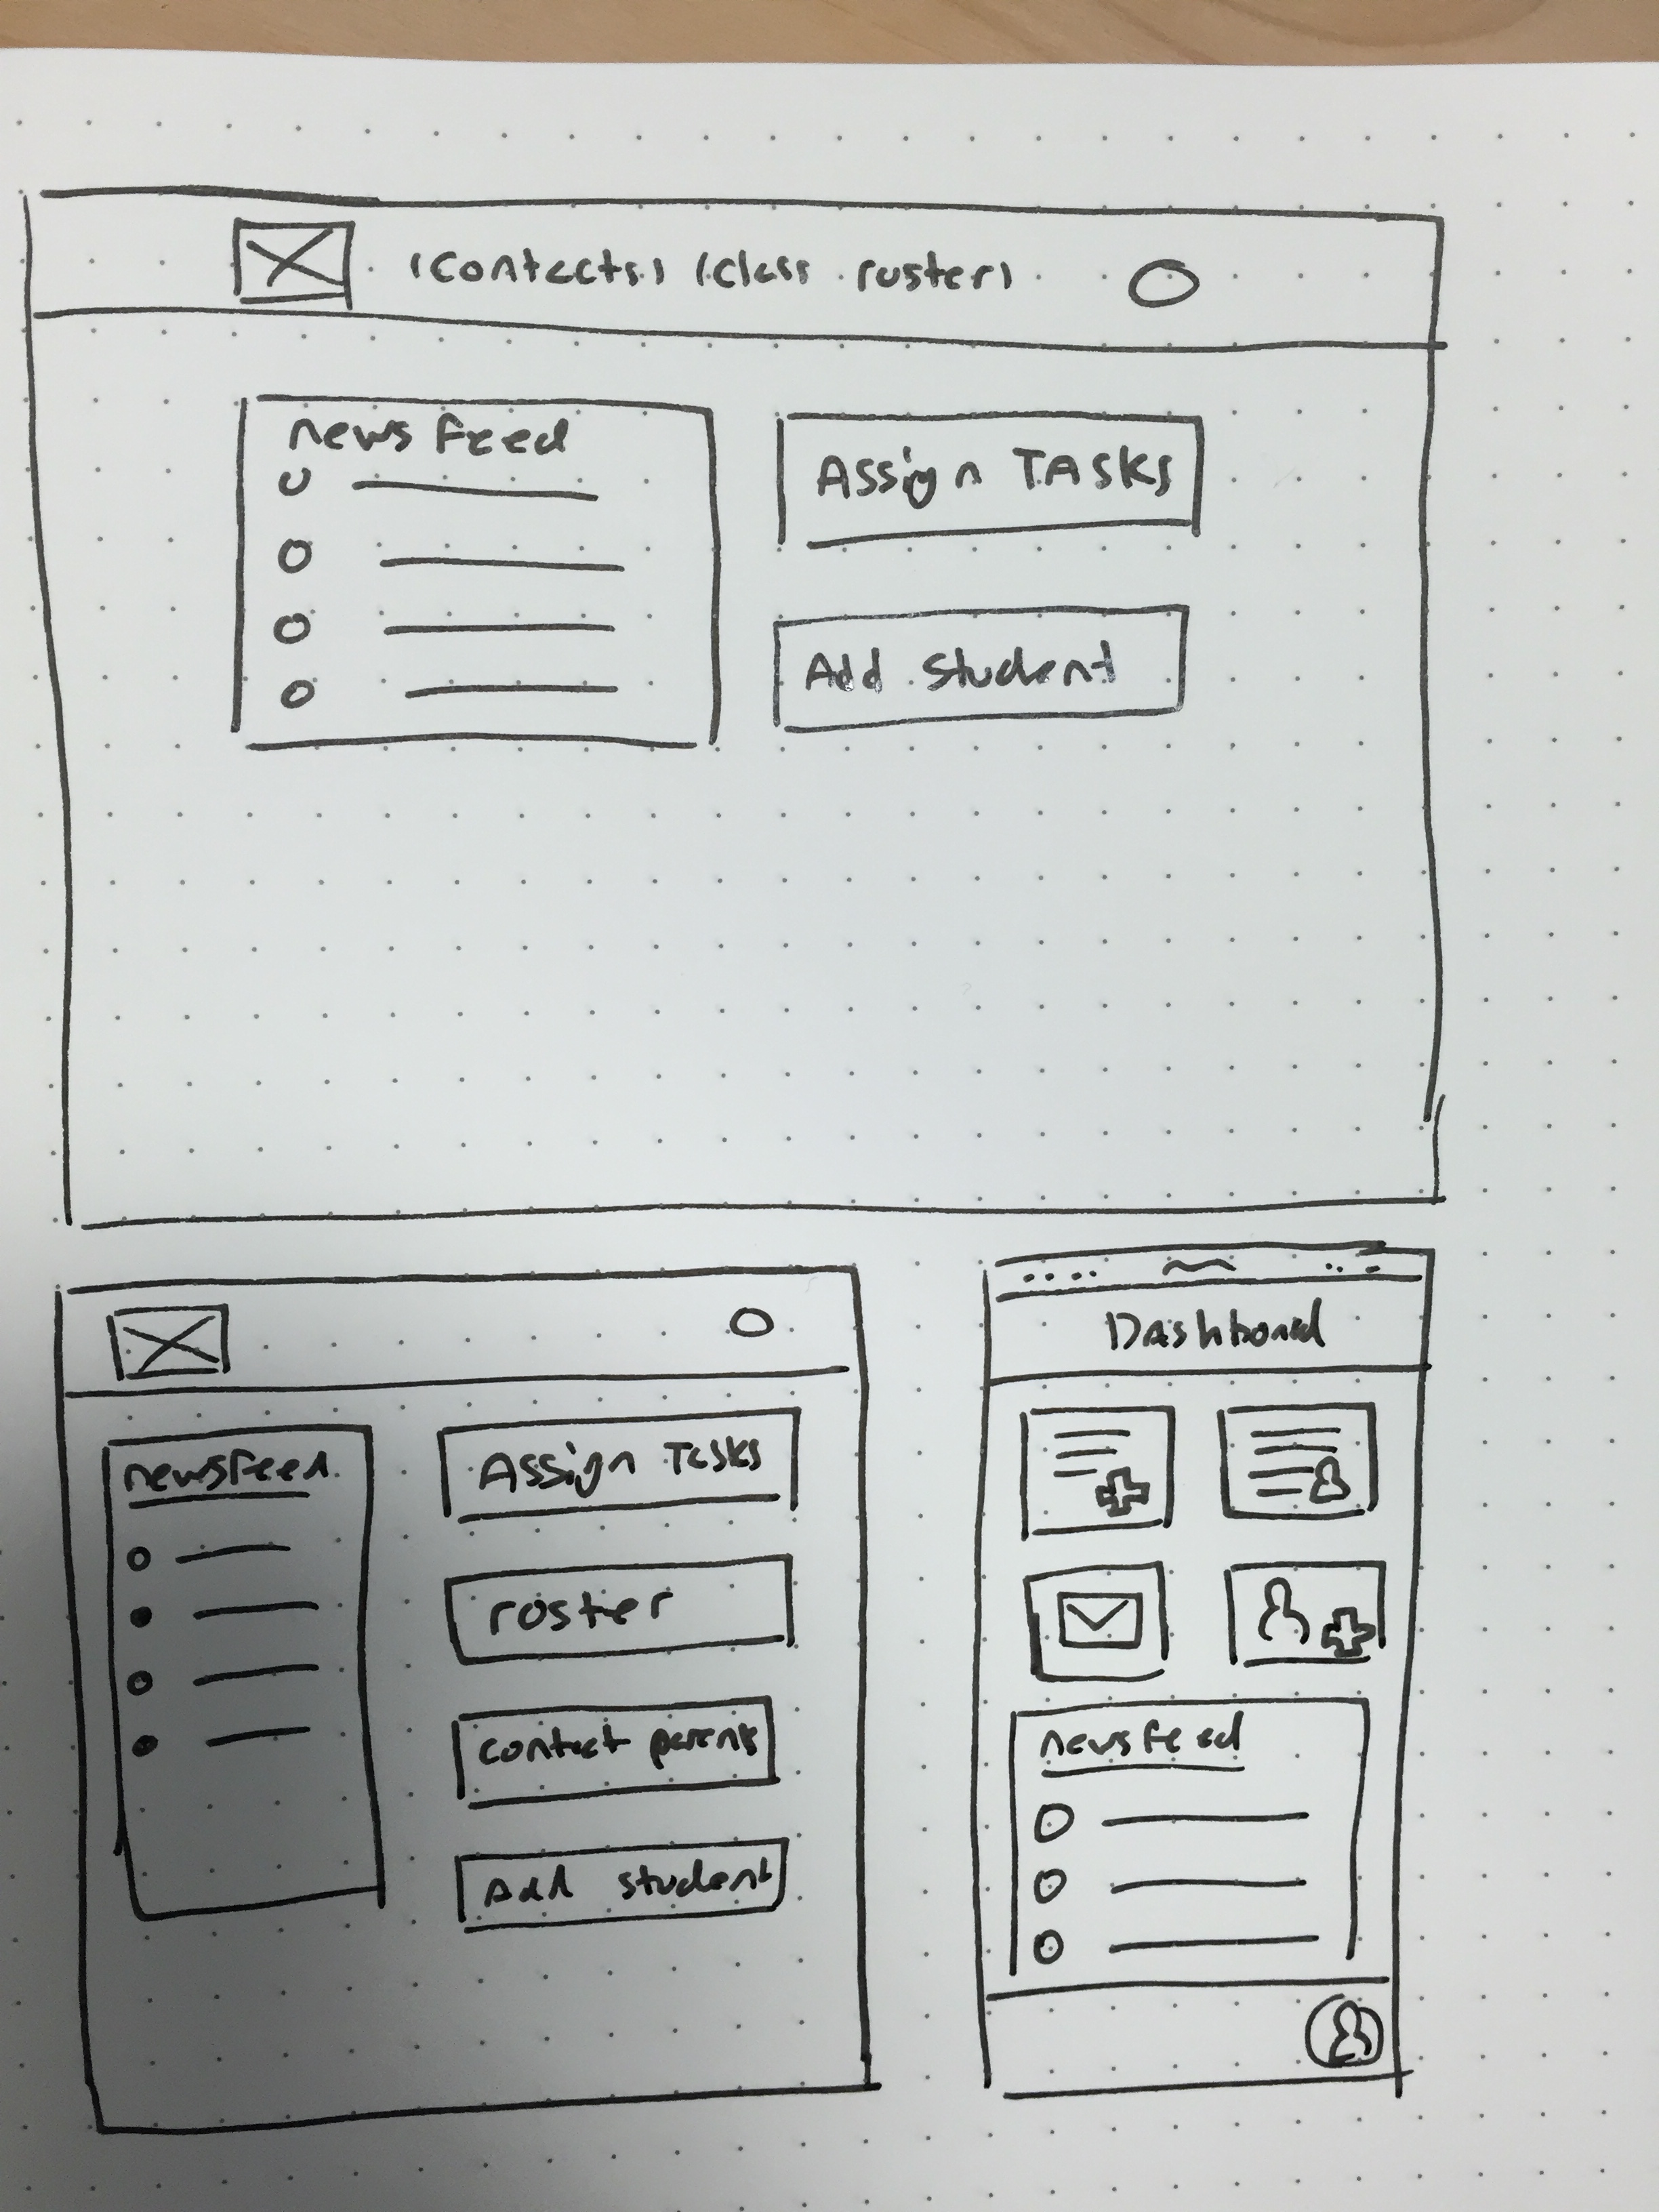 (Contacts) (Class roster)
news feed
Assign TASKS
Add student
newsfeed
Assign Tasks
roster
contact parents
Add student
Dashboard
newsfeed